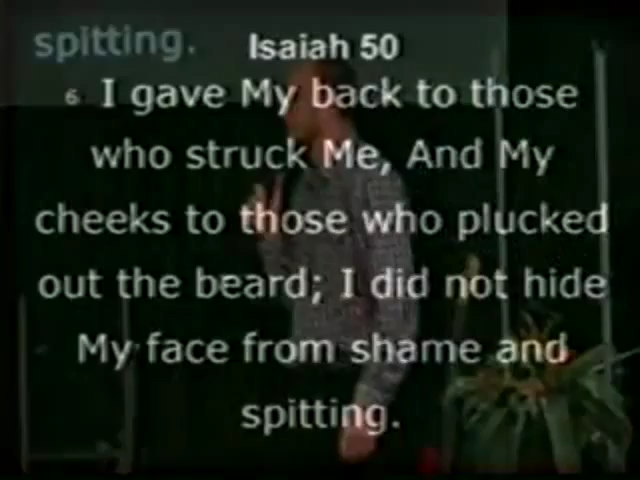 spitting.
Isaiah 50
6 I gave My back to those
who struck Me, And My
cheeks to those who plucked
out the beard; I did not hide
My face from shame and
spitting.